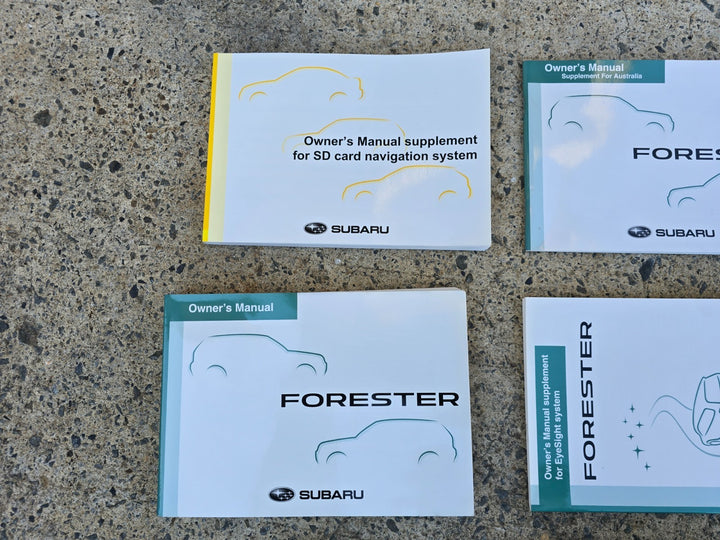 Owner's Manual supplement
for SD card navigation system
SUBARU
Owner's Manual
Supplement For Australia
SUBARU
Owner's Manual
FORESTER
SUBARU
Owner's Manual supplement
for EyeSight system
FORESTER